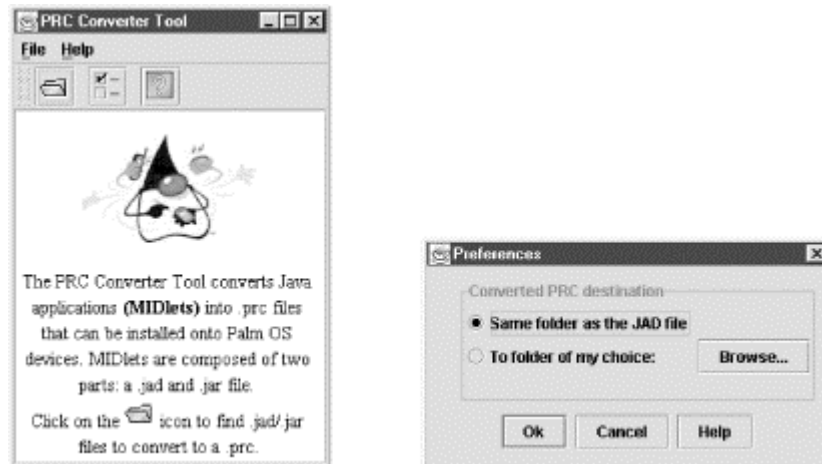 PRC Converter Tool
File Help
The PRC Converter Tool converts Java
applications (MIDlets) into .prc files
that can be installed onto Palm OS
devices. MIDlets are composed of two
parts: a .jad and .jar file.
Click on the icon to find .jad/.jar
files to convert to a .prc.
Preferences
Converted PRC destination
Same folder as the JAD file
To folder of my choice:
Browse...
Ok Cancel Help